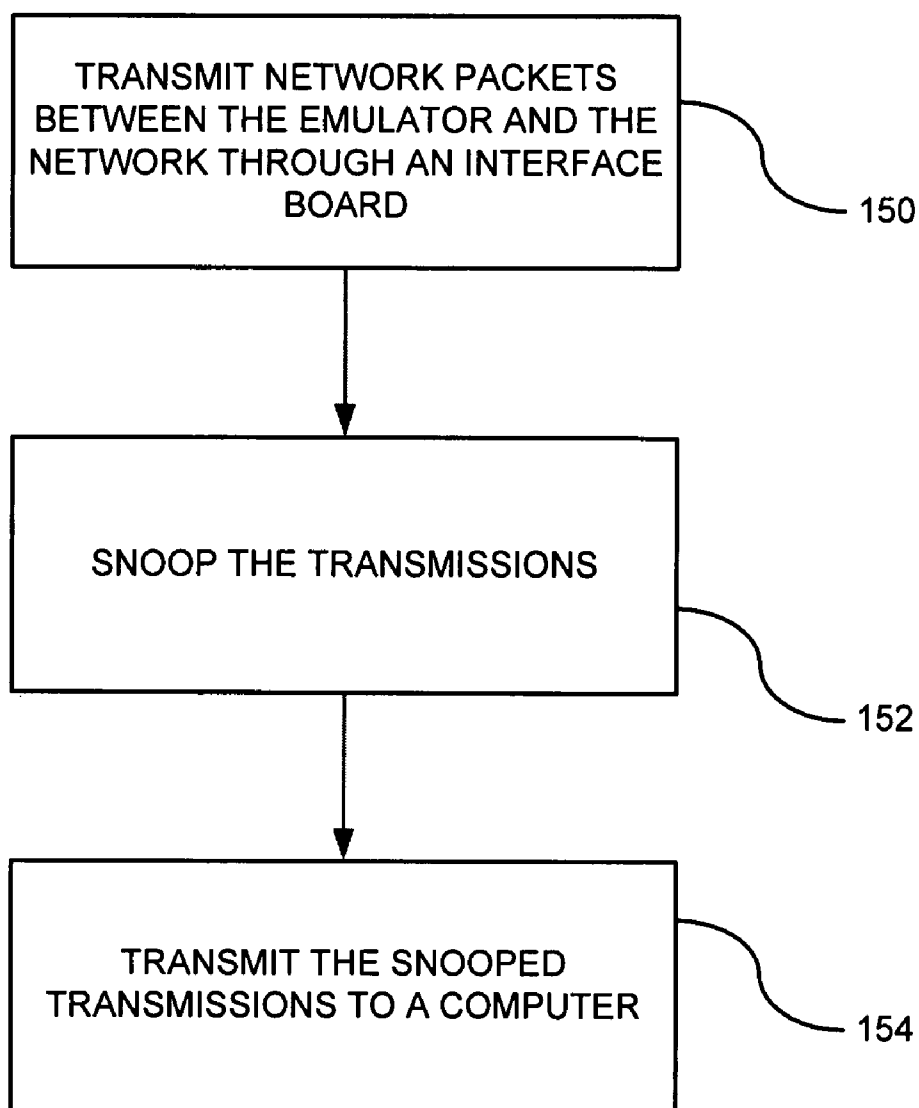 TRANSMIT NETWORK PACKETS
BETWEEN THE EMULATOR AND THE
NETWORK THROUGH AN INTERFACE
BOARD
150
SNOOP THE TRANSMISSIONS
152
TRANSMIT THE SNOOPED
TRANSMISSIONS TO A COMPUTER
154